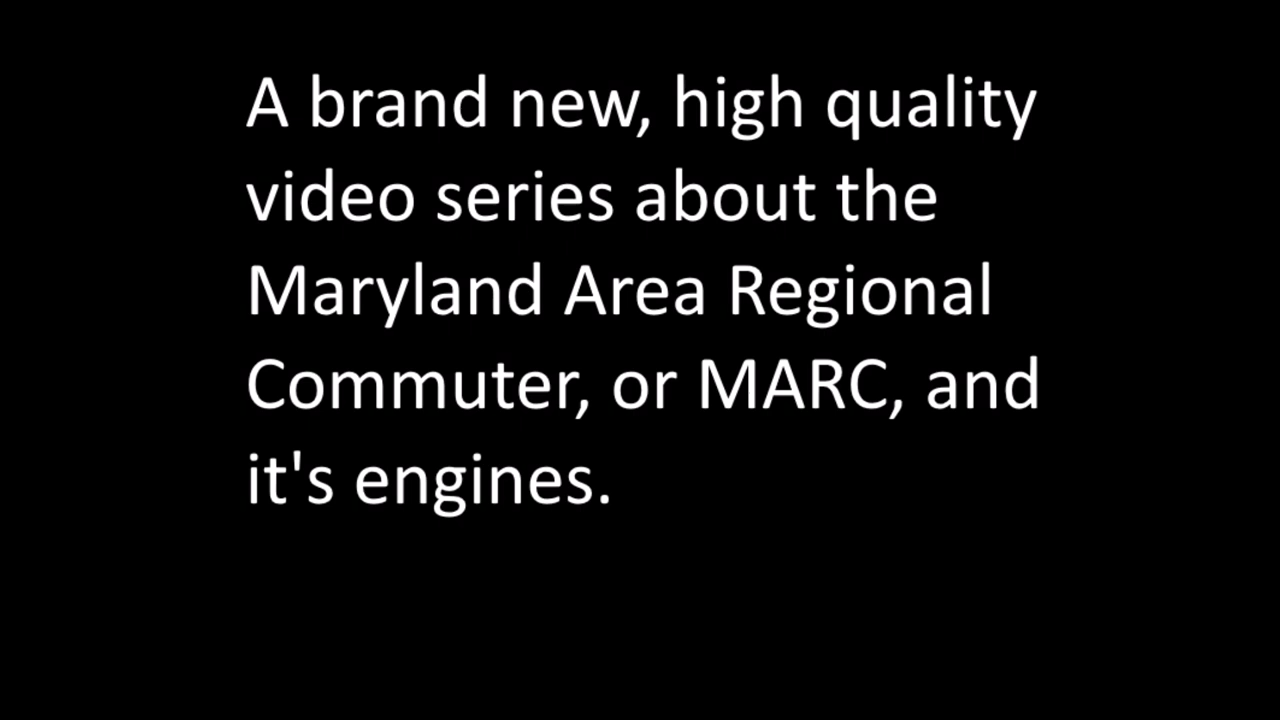 A brand new, high quality
video series about the
Maryland Area Regional
Commuter, or MARC, and
it's engines.